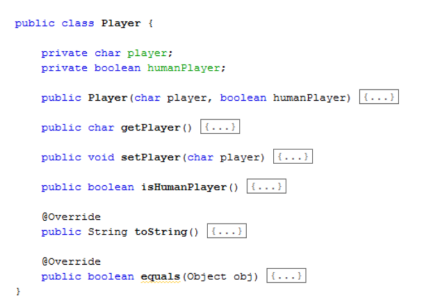 public class Player {
private char player;
private boolean humanPlayer;
public Player(char player, boolean humanPlayer) {...}
public char getPlayer() {...}
public void setPlayer(char player) {...}
public boolean isHumanPlayer() {...}
@Override
public String toString() {...}
@Override
public boolean equals(Object obj) {...}
}